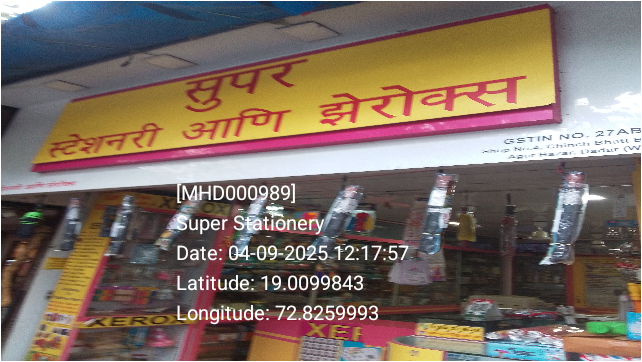 सुपर
स्टेशनरी आणि झेरोक्स
GSTIN NO. 27AB
[MHD000989]
Super Stationery
Date: 04-09-2025 12:17:57
Latitude: 19.0099843
Longitude: 72.8259993
XEROX
XER